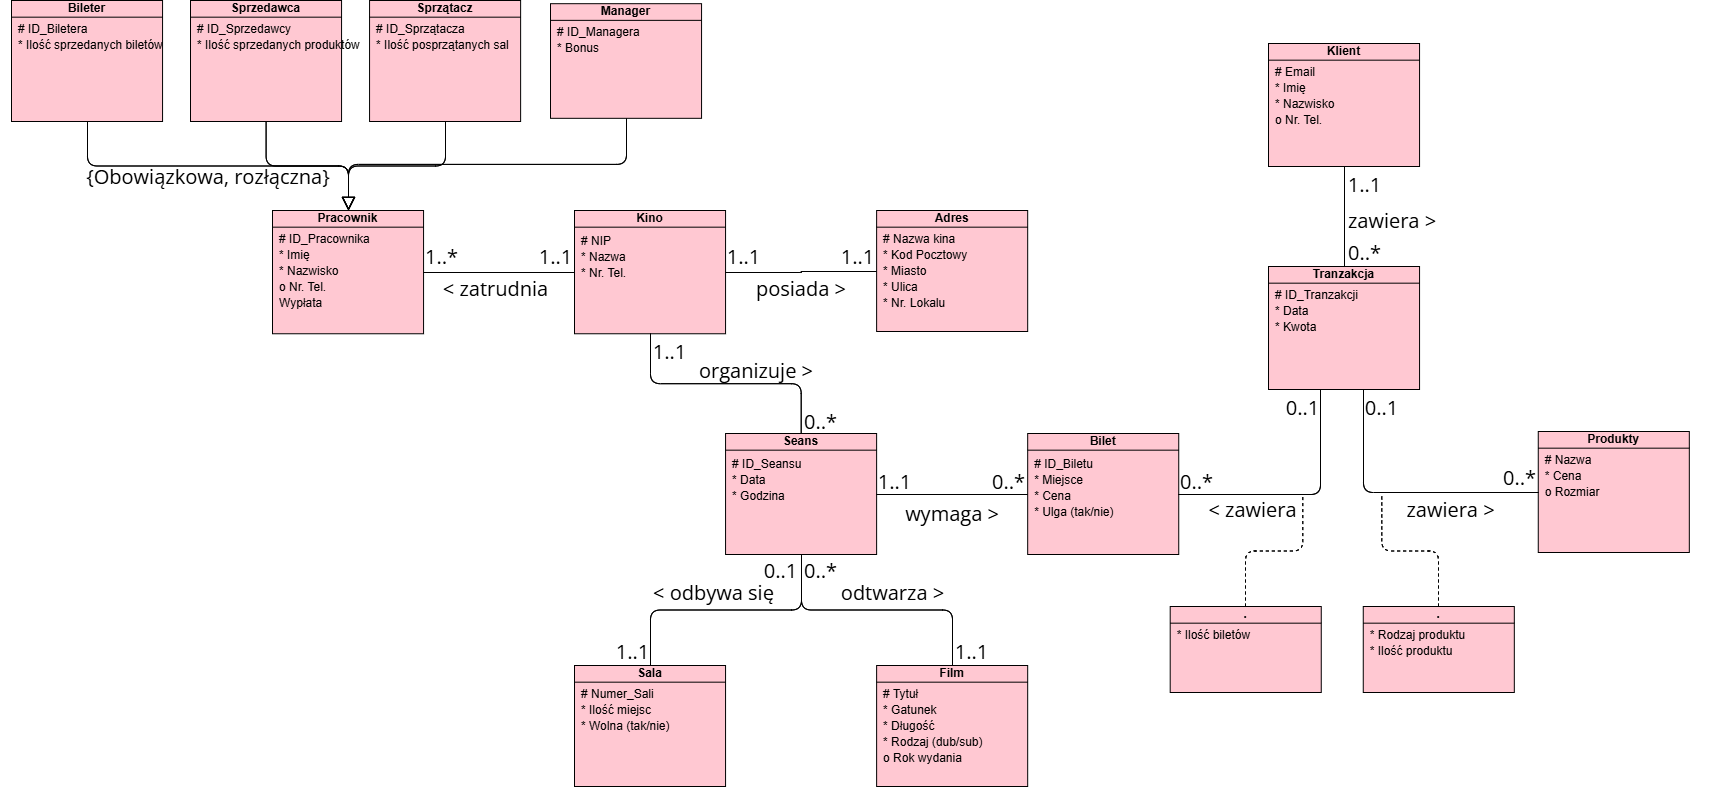 Bileter
# ID_Biletera
* Ilość sprzedanych biletów
Sprzedawca
# ID_Sprzedawcy
* Ilość sprzedanych produktów
Sprzątacz
# ID_Sprzątacza
* Ilość posprzątanych sal
Manager
# ID_Managera
* Bonus
{Obowiązkowa, rozłączna}
Pracownik
# ID_Pracownika
* Imię
* Nazwisko
o Nr. Tel.
Wypłata
1..*
1..1
< zatrudnia
Kino
# NIP
* Nazwa
* Nr. Tel.
1..1
1..1
posiada >
Adres
# Nazwa kina
* Kod Pocztowy
* Miasto
* Ulica
* Nr. Lokalu
Klient
# Email
* Imię
* Nazwisko
o Nr. Tel.
1..1
zawiera >
0..*
Tranzakcja
# ID_Tranzakcji
* Data
* Kwota
1..1
organizuje >
0..*
Seans
# ID_Seansu
* Data
* Godzina
1..1
0..*
wymaga >
Bilet
# ID_Biletu
* Miejsce
* Cena
* Ulga (tak/nie)
0..1
0..*
< zawiera
0..1
0..*
zawiera >
Produkty
# Nazwa
* Cena
o Rozmiar
0..1
0..*
< odbywa się
odtwarza >
1..1
1..1
Sala
# Numer_Sali
* Ilość miejsc
* Wolna (tak/nie)
Film
# Tytuł
* Gatunek
* Długość
* Rodzaj (dub/sub)
o Rok wydania
.
* Ilość biletów
.
* Rodzaj produktu
* Ilość produktu